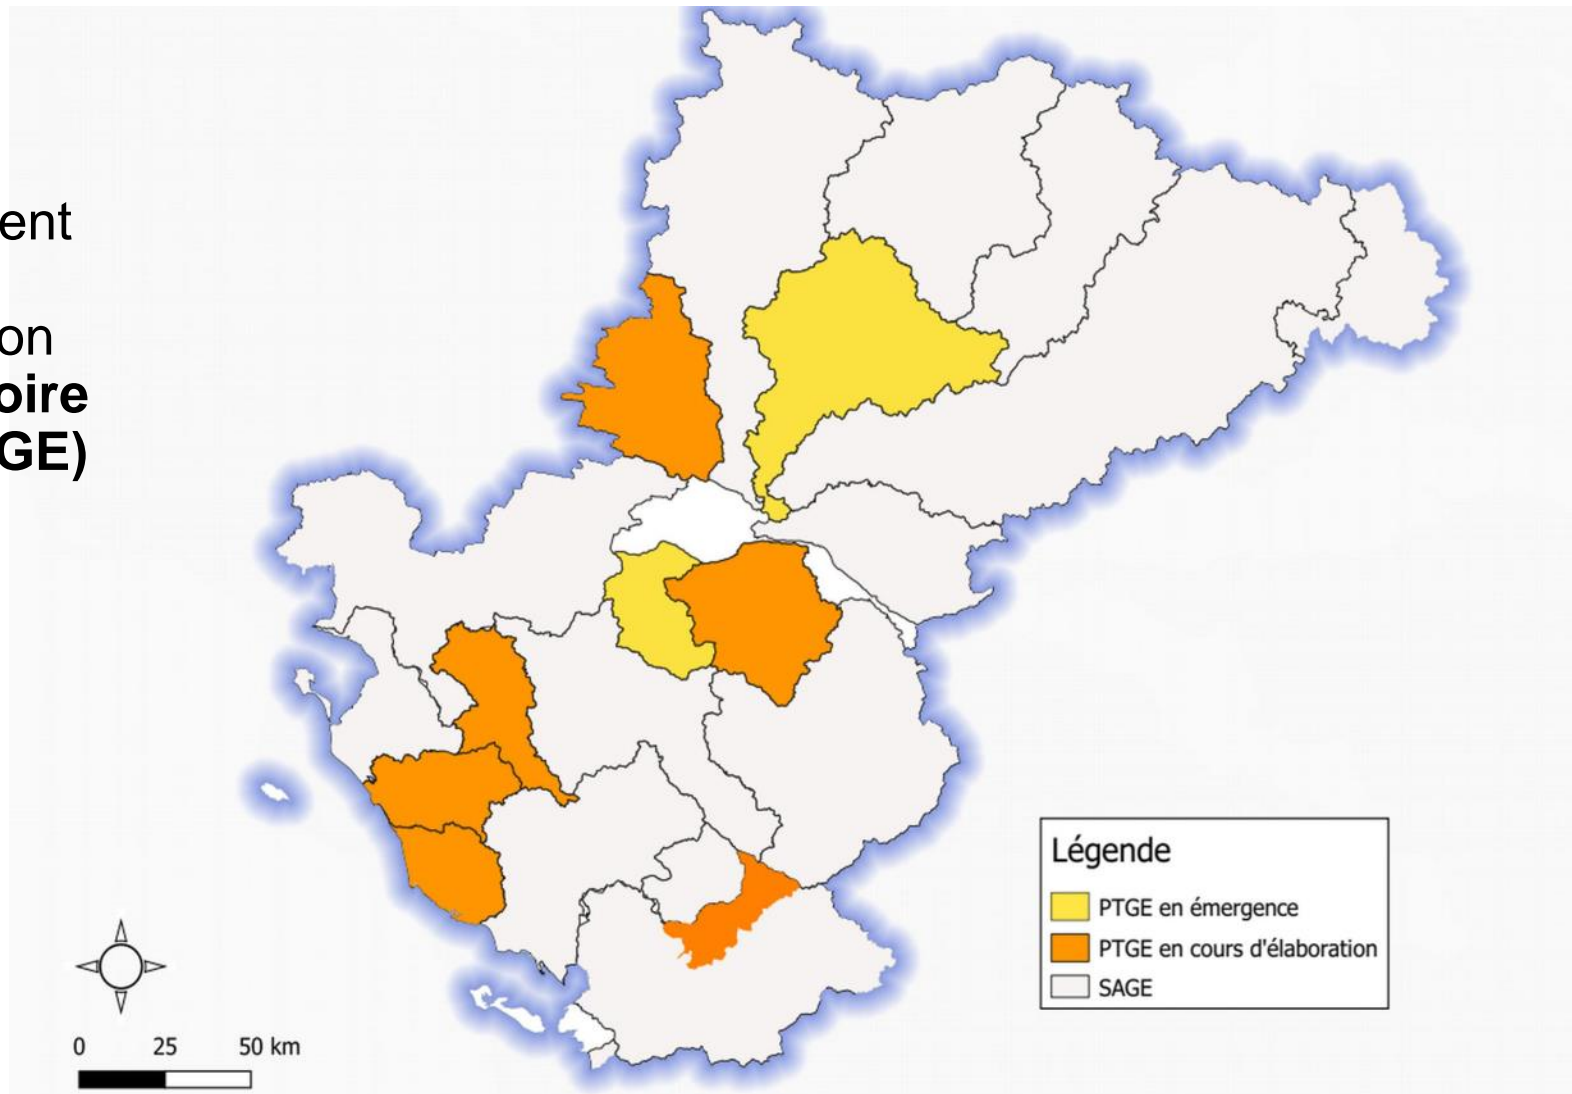 ent
on
oire
GE)
Légende
PTGE en émergence
PTGE en cours d'élaboration
SAGE
0 25 50 km